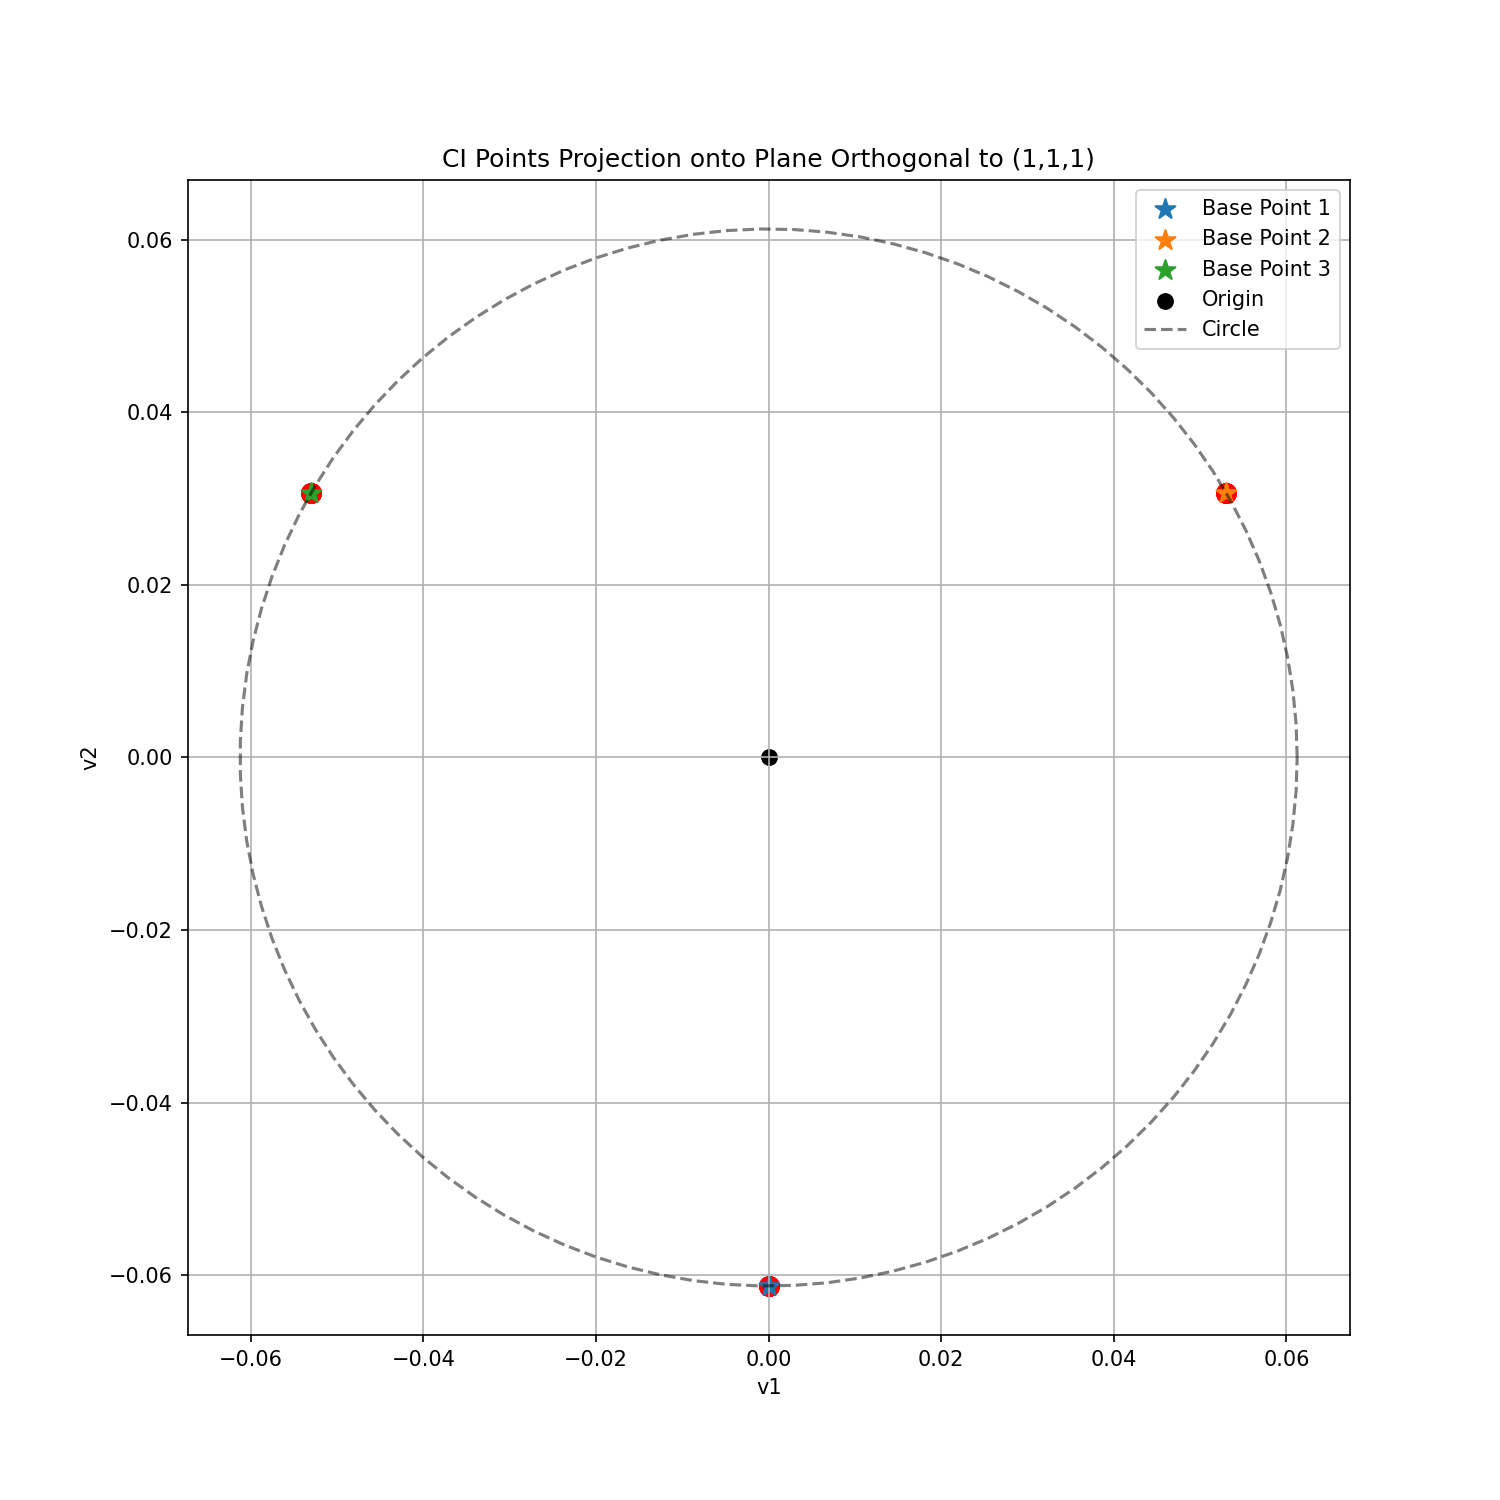 CI Points Projection onto Plane Orthogonal to (1,1,1)
Base Point 1
Base Point 2
Base Point 3
Origin
Circle
0.06
0.04
0.02
0.00
−0.02
−0.04
−0.06
v2
−0.06
−0.04
−0.02
0.00
0.02
0.04
0.06
v1